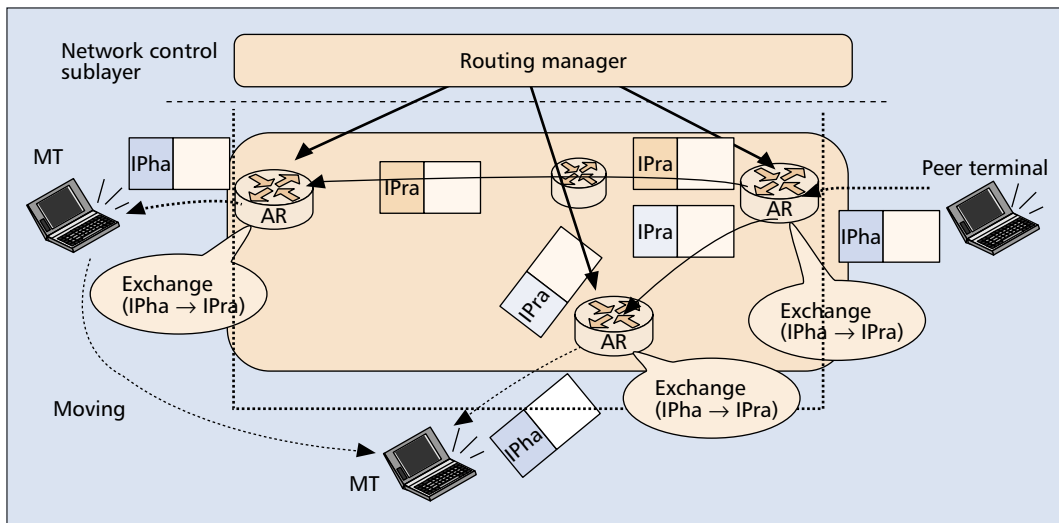 Network control
sublayer
Routing manager
MT
IPha
IPra
IPra
Peer terminal
AR
AR
IPra
IPha
Exchange
(IPha → IPra)
IPra
Exchange
(IPha → IPra)
AR
Exchange
(IPha → IPra)
Moving
IPha
MT